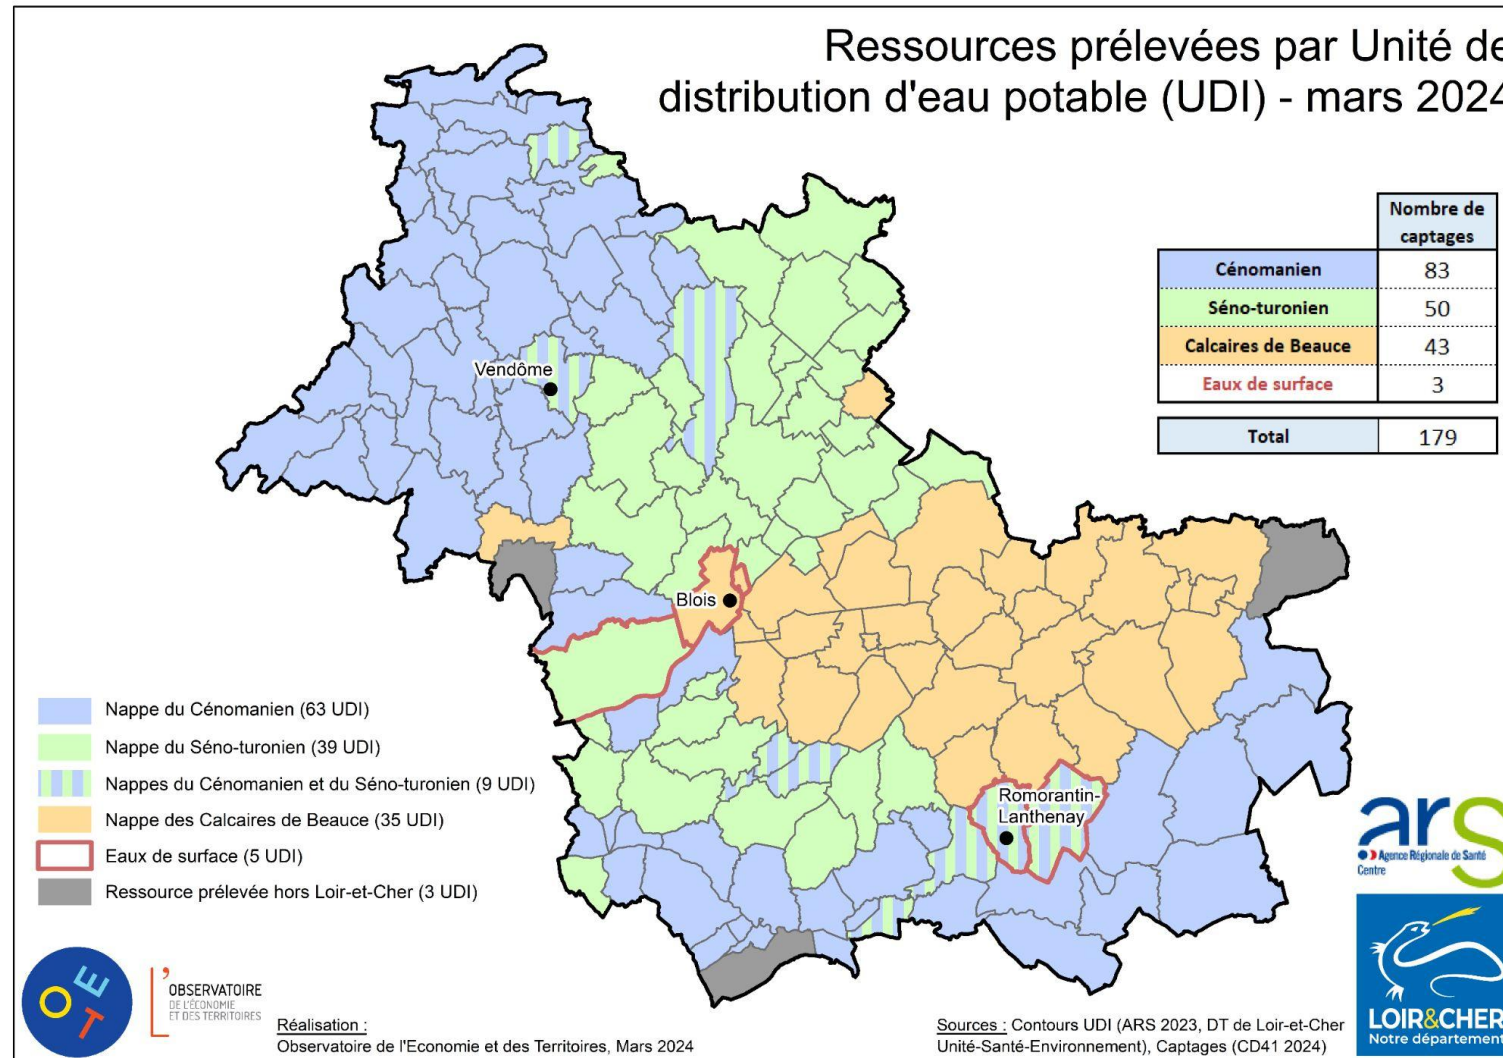 Ressources prélevées par Unité de
distribution d'eau potable (UDI) - mars 2024
Nombre de
captages
Cénomanien 83
Séno-turonien 50
Calcaires de Beauce 43
Eaux de surface 3
Total 179
Vendôme
Blois
Romorantin-
Lanthenay
Nappe du Cénomanien (63 UDI)
Nappe du Séno-turonien (39 UDI)
Nappes du Cénomanien et du Séno-turonien (9 UDI)
Nappe des Calcaires de Beauce (35 UDI)
Eaux de surface (5 UDI)
Ressource prélevée hors Loir-et-Cher (3 UDI)
ars
Agence Régionale de Santé
Centre
OET
L'OBSERVATOIRE
DE L'ÉCONOMIE
ET DES TERRITOIRES
Réalisation :
Observatoire de l'Economie et des Territoires, Mars 2024
Sources : Contours UDI (ARS 2023, DT de Loir-et-Cher
Unité-Santé-Environnement), Captages (CD41 2024)
LOIR&CHER
Notre département